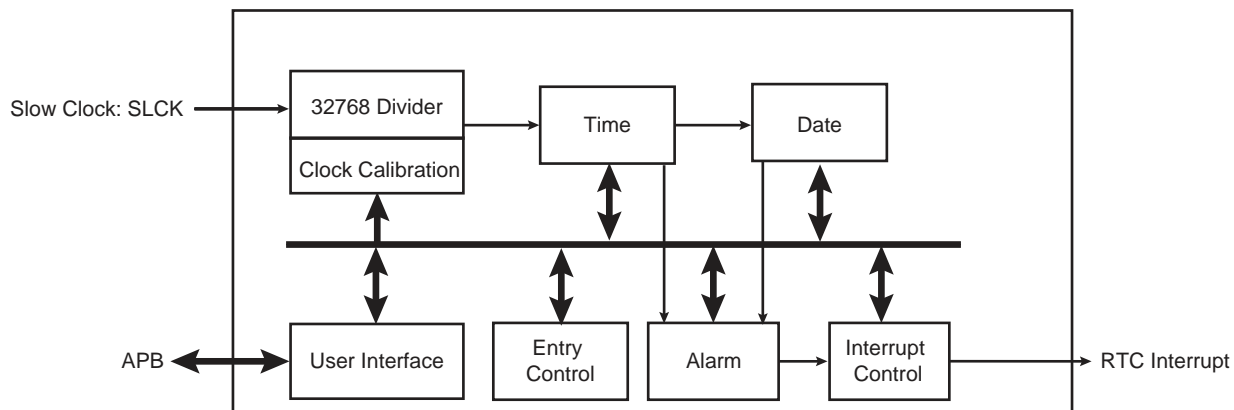 Slow Clock: SLCK
32768 Divider
Clock Calibration
Time
Date
APB
User Interface
Entry
Control
Alarm
Interrupt
Control
RTC Interrupt